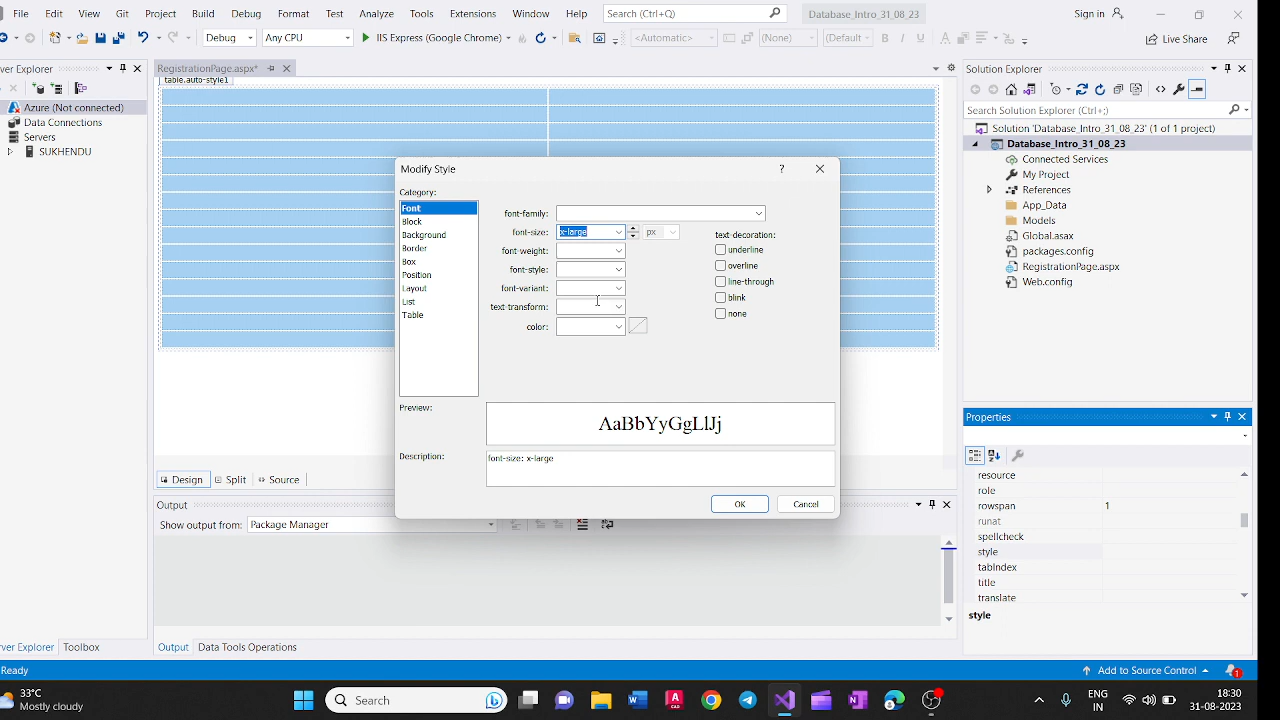 File Edit View Git Project Build Debug Format Test Analyze Tools Extensions Window Help Search (Ctrl+Q) Database_Intro_31_08_23 Sign in
Debug Any CPU IIS Express (Google Chrome) <Automatic> (None) (Default B I U A Live Share
ver Explorer
Azure (Not connected)
Data Connections
Servers
SUKHENDU
RegistrationPage.aspx*
table.auto-style1
Modify Style
Category:
Font
Block
Background
Border
Box
Position
Layout
List
Table
font-family:
font-size: x-large px
font-weight:
font-style:
font-variant:
text-transform:
color:
text-decoration:
underline
overline
line-through
blink
none
Preview:
AaBbYyGgLlJj
Description:
font-size: x-large
OK Cancel
Design Split Source
Output
Show output from: Package Manager
ver Explorer Toolbox
Output Data Tools Operations
Solution Explorer
Search Solution Explorer (Ctrl+;)
Solution 'Database_Intro_31_08_23' (1 of 1 project)
Database_Intro_31_08_23
Connected Services
My Project
References
App_Data
Models
Global.asax
packages.config
RegistrationPage.aspx
Web.config
Properties
resource
role
rowspan 1
runat
spellcheck
style
tabIndex
title
translate
style
Ready
Add to Source Control 1
33°C
Mostly cloudy
Search
ENG
IN
18:30
31-08-2023